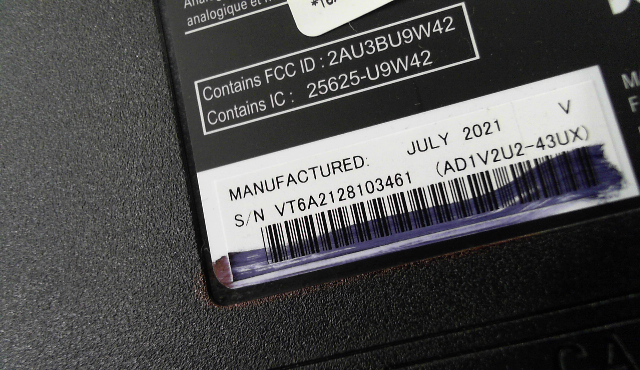 analogique et
Contains FCC ID : 2AU3BU9W42
Contains IC : 25625-U9W42
MANUFACTURED: JULY 2021 V
S/N VT6A2128103461 (AD1V2U2-43UX)